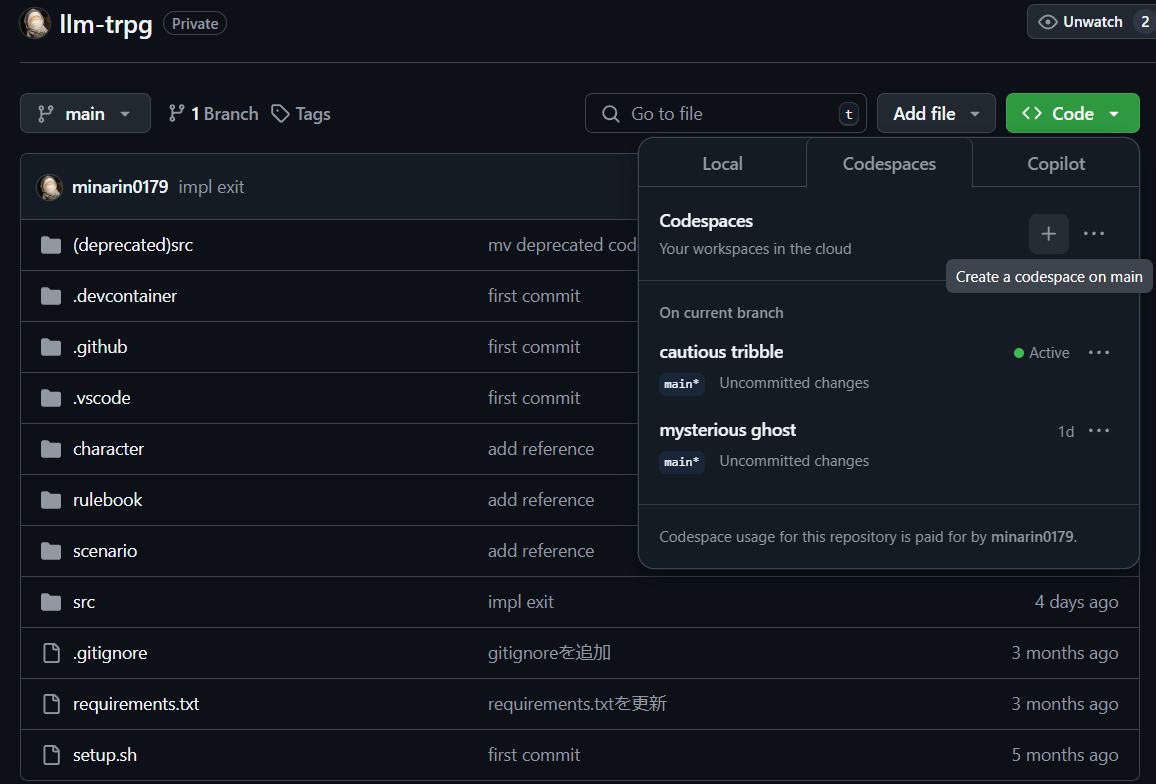 llm-trpg Private Unwatch 2
main 1 Branch Tags Go to file t Add file <> Code
Local Codespaces Copilot
minarin0179 impl exit
Codespaces
Your workspaces in the cloud
Create a codespace on main
On current branch
cautious tribble Active
main* Uncommitted changes
mysterious ghost 1d
main* Uncommitted changes
Codespace usage for this repository is paid for by minarin0179.
(deprecated)src mv deprecated cod
.devcontainer first commit
.github first commit
.vscode first commit
character add reference
rulebook add reference
scenario add reference
src impl exit 4 days ago
.gitignore gitignoreを追加 3 months ago
requirements.txt requirements.txtを更新 3 months ago
setup.sh first commit 5 months ago